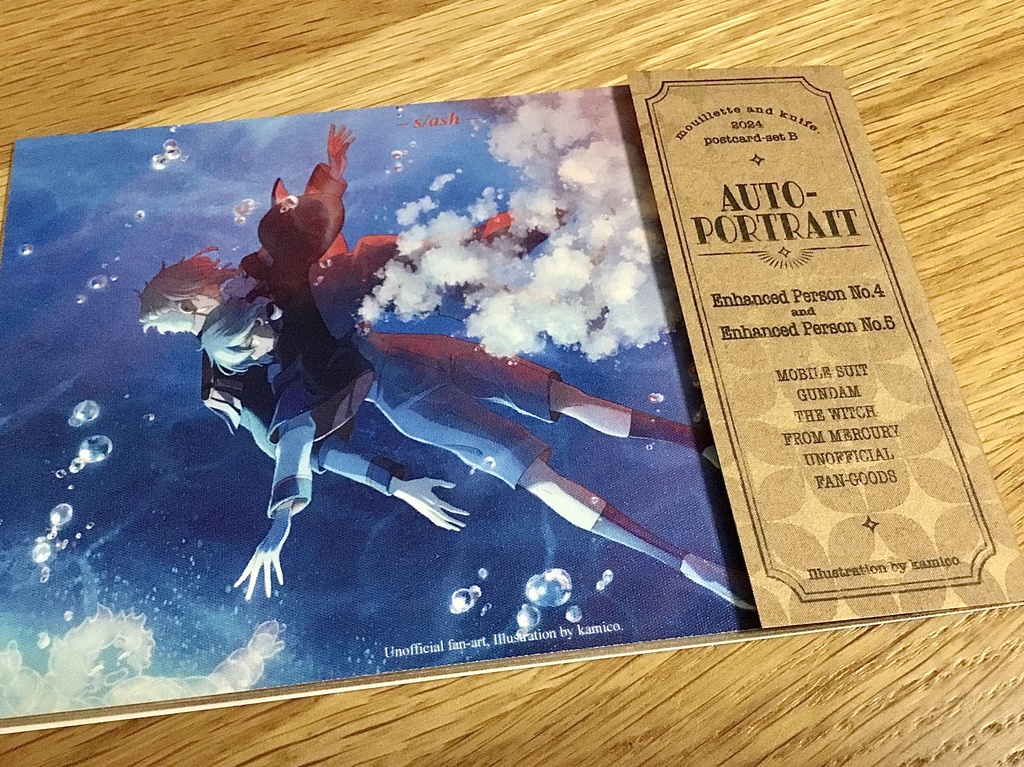 – s/ash –
mouillette and knife.
2024
postcard-set B
AUTO-
PORTRAIT
Enhanced Person No.4
and
Enhanced Person No.5
MOBILE SUIT
GUNDAM
THE WITCH
FROM MERCURY
UNOFFICIAL
FAN-GOODS
Illustration by kamico.
Unofficial fan-art, Illustration by kamico.